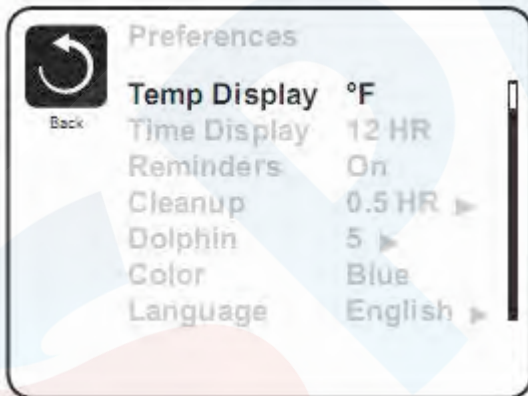 Preferences
Back
Temp Display °F
Time Display 12 HR
Reminders On
Cleanup 0.5 HR ▶
Dolphin 5 ▶
Color Blue
Language English ▶